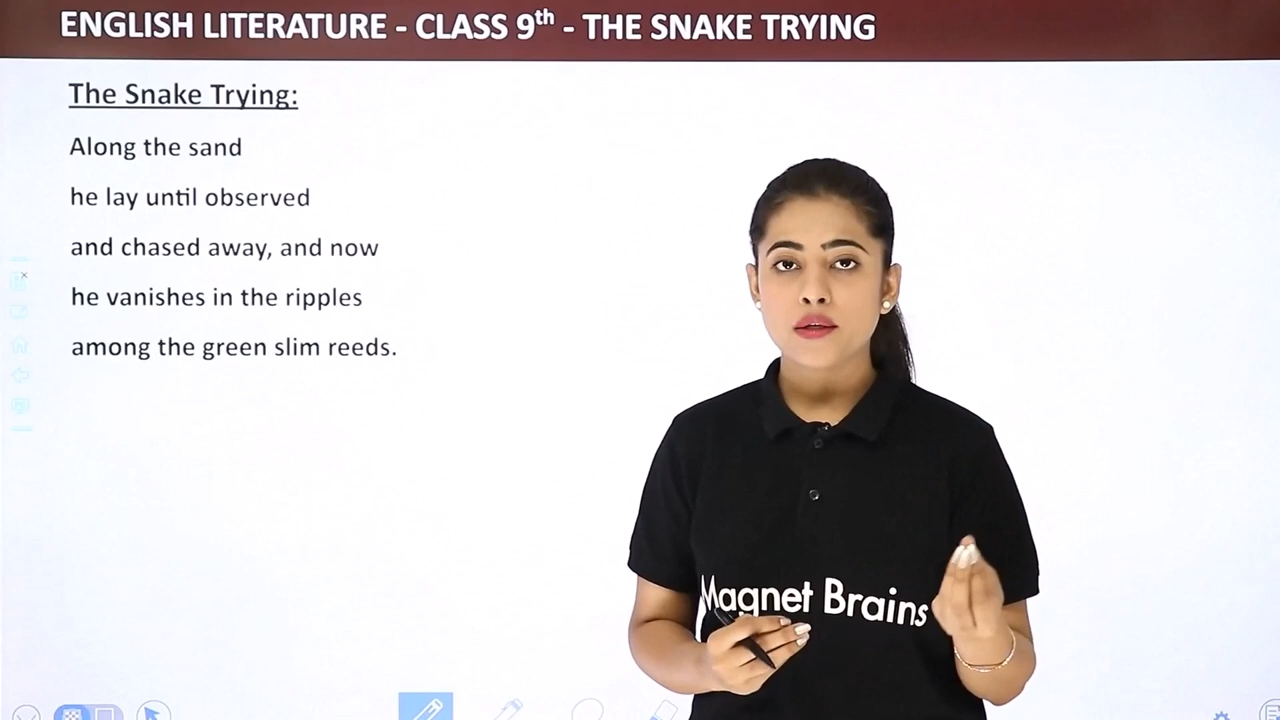 ENGLISH LITERATURE - CLASS 9th - THE SNAKE TRYING
The Snake Trying:
Along the sand
he lay until observed
and chased away, and now
he vanishes in the ripples
among the green slim reeds.
Magnet Brains